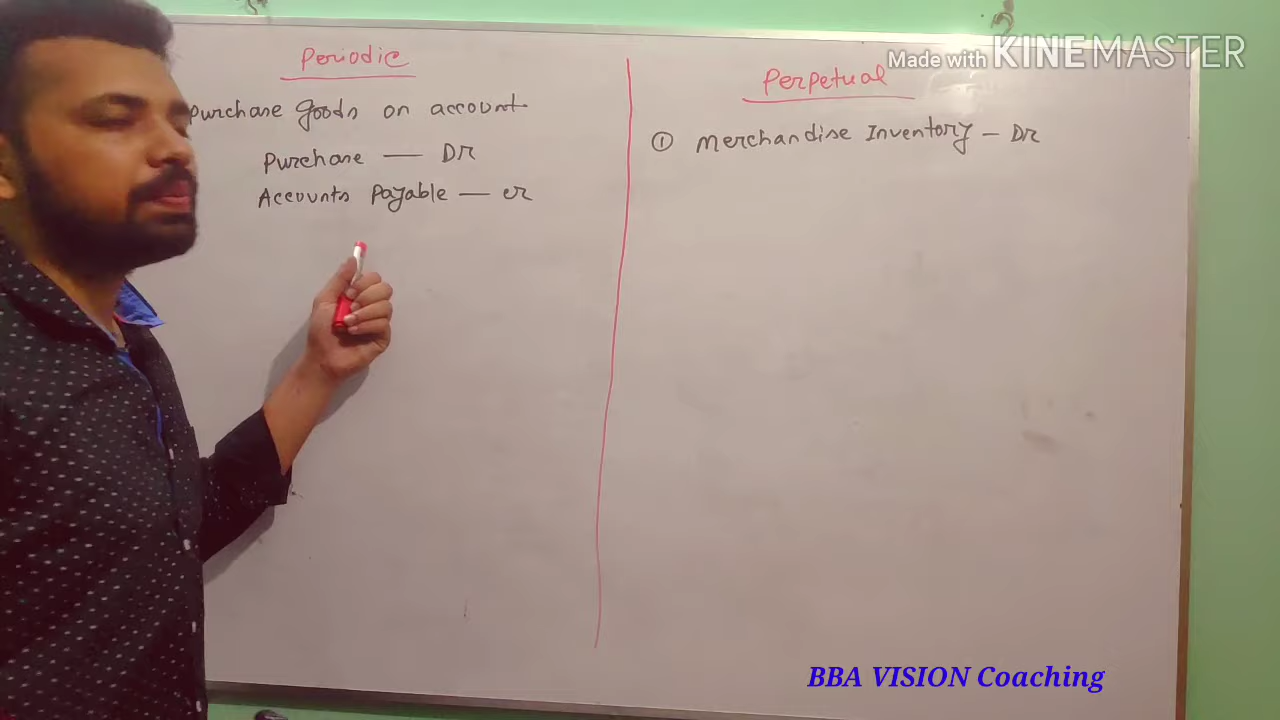 Periodic
Purchase goods on account
Purchase — Dr
Accounts Payable — cr
Made with KINEMASTER
Perpetual
① Merchandise Inventory – Dr
BBA VISION Coaching